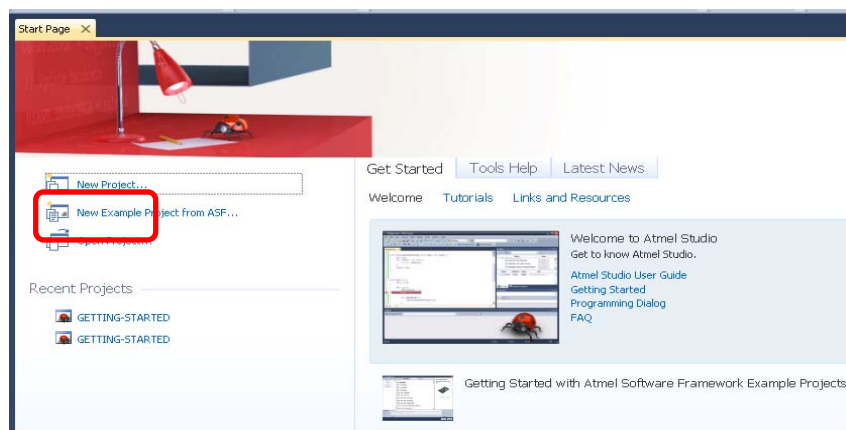 Start Page
New Project...
New Example Project from ASF...
Open Project...
Recent Projects
GETTING-STARTED
GETTING-STARTED
Get Started Tools Help Latest News
Welcome Tutorials Links and Resources
Welcome to Atmel Studio
Get to know Atmel Studio.
Atmel Studio User Guide
Getting Started
Programming Dialog
FAQ
Getting Started with Atmel Software Framework Example Projects